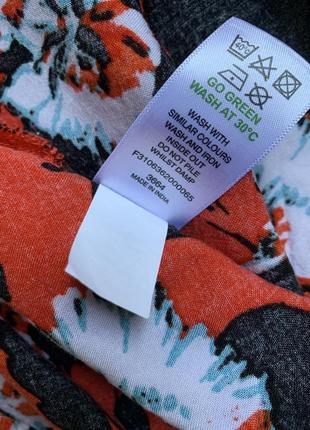 40°C
GO GREEN
WASH AT 30°C
WASH WITH
SIMILAR COLOURS
WASH AND IRON
INSIDE OUT
DO NOT PILE
WHILST DAMP
F3106362000065
3664
MADE IN INDIA